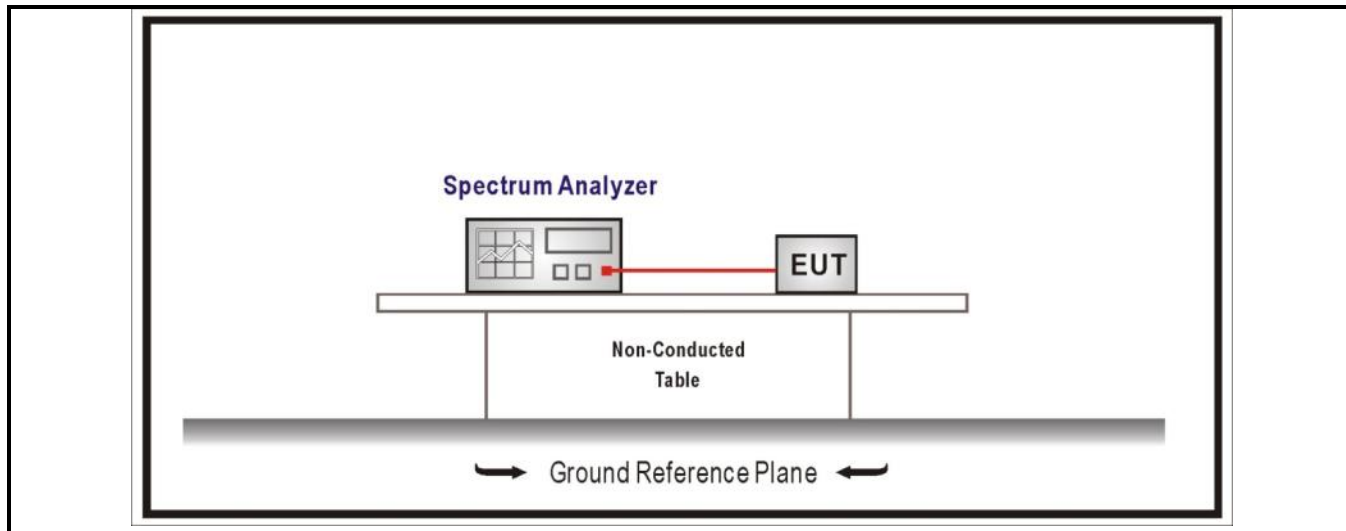 Spectrum Analyzer
EUT
Non-Conducted
Table
Ground Reference Plane